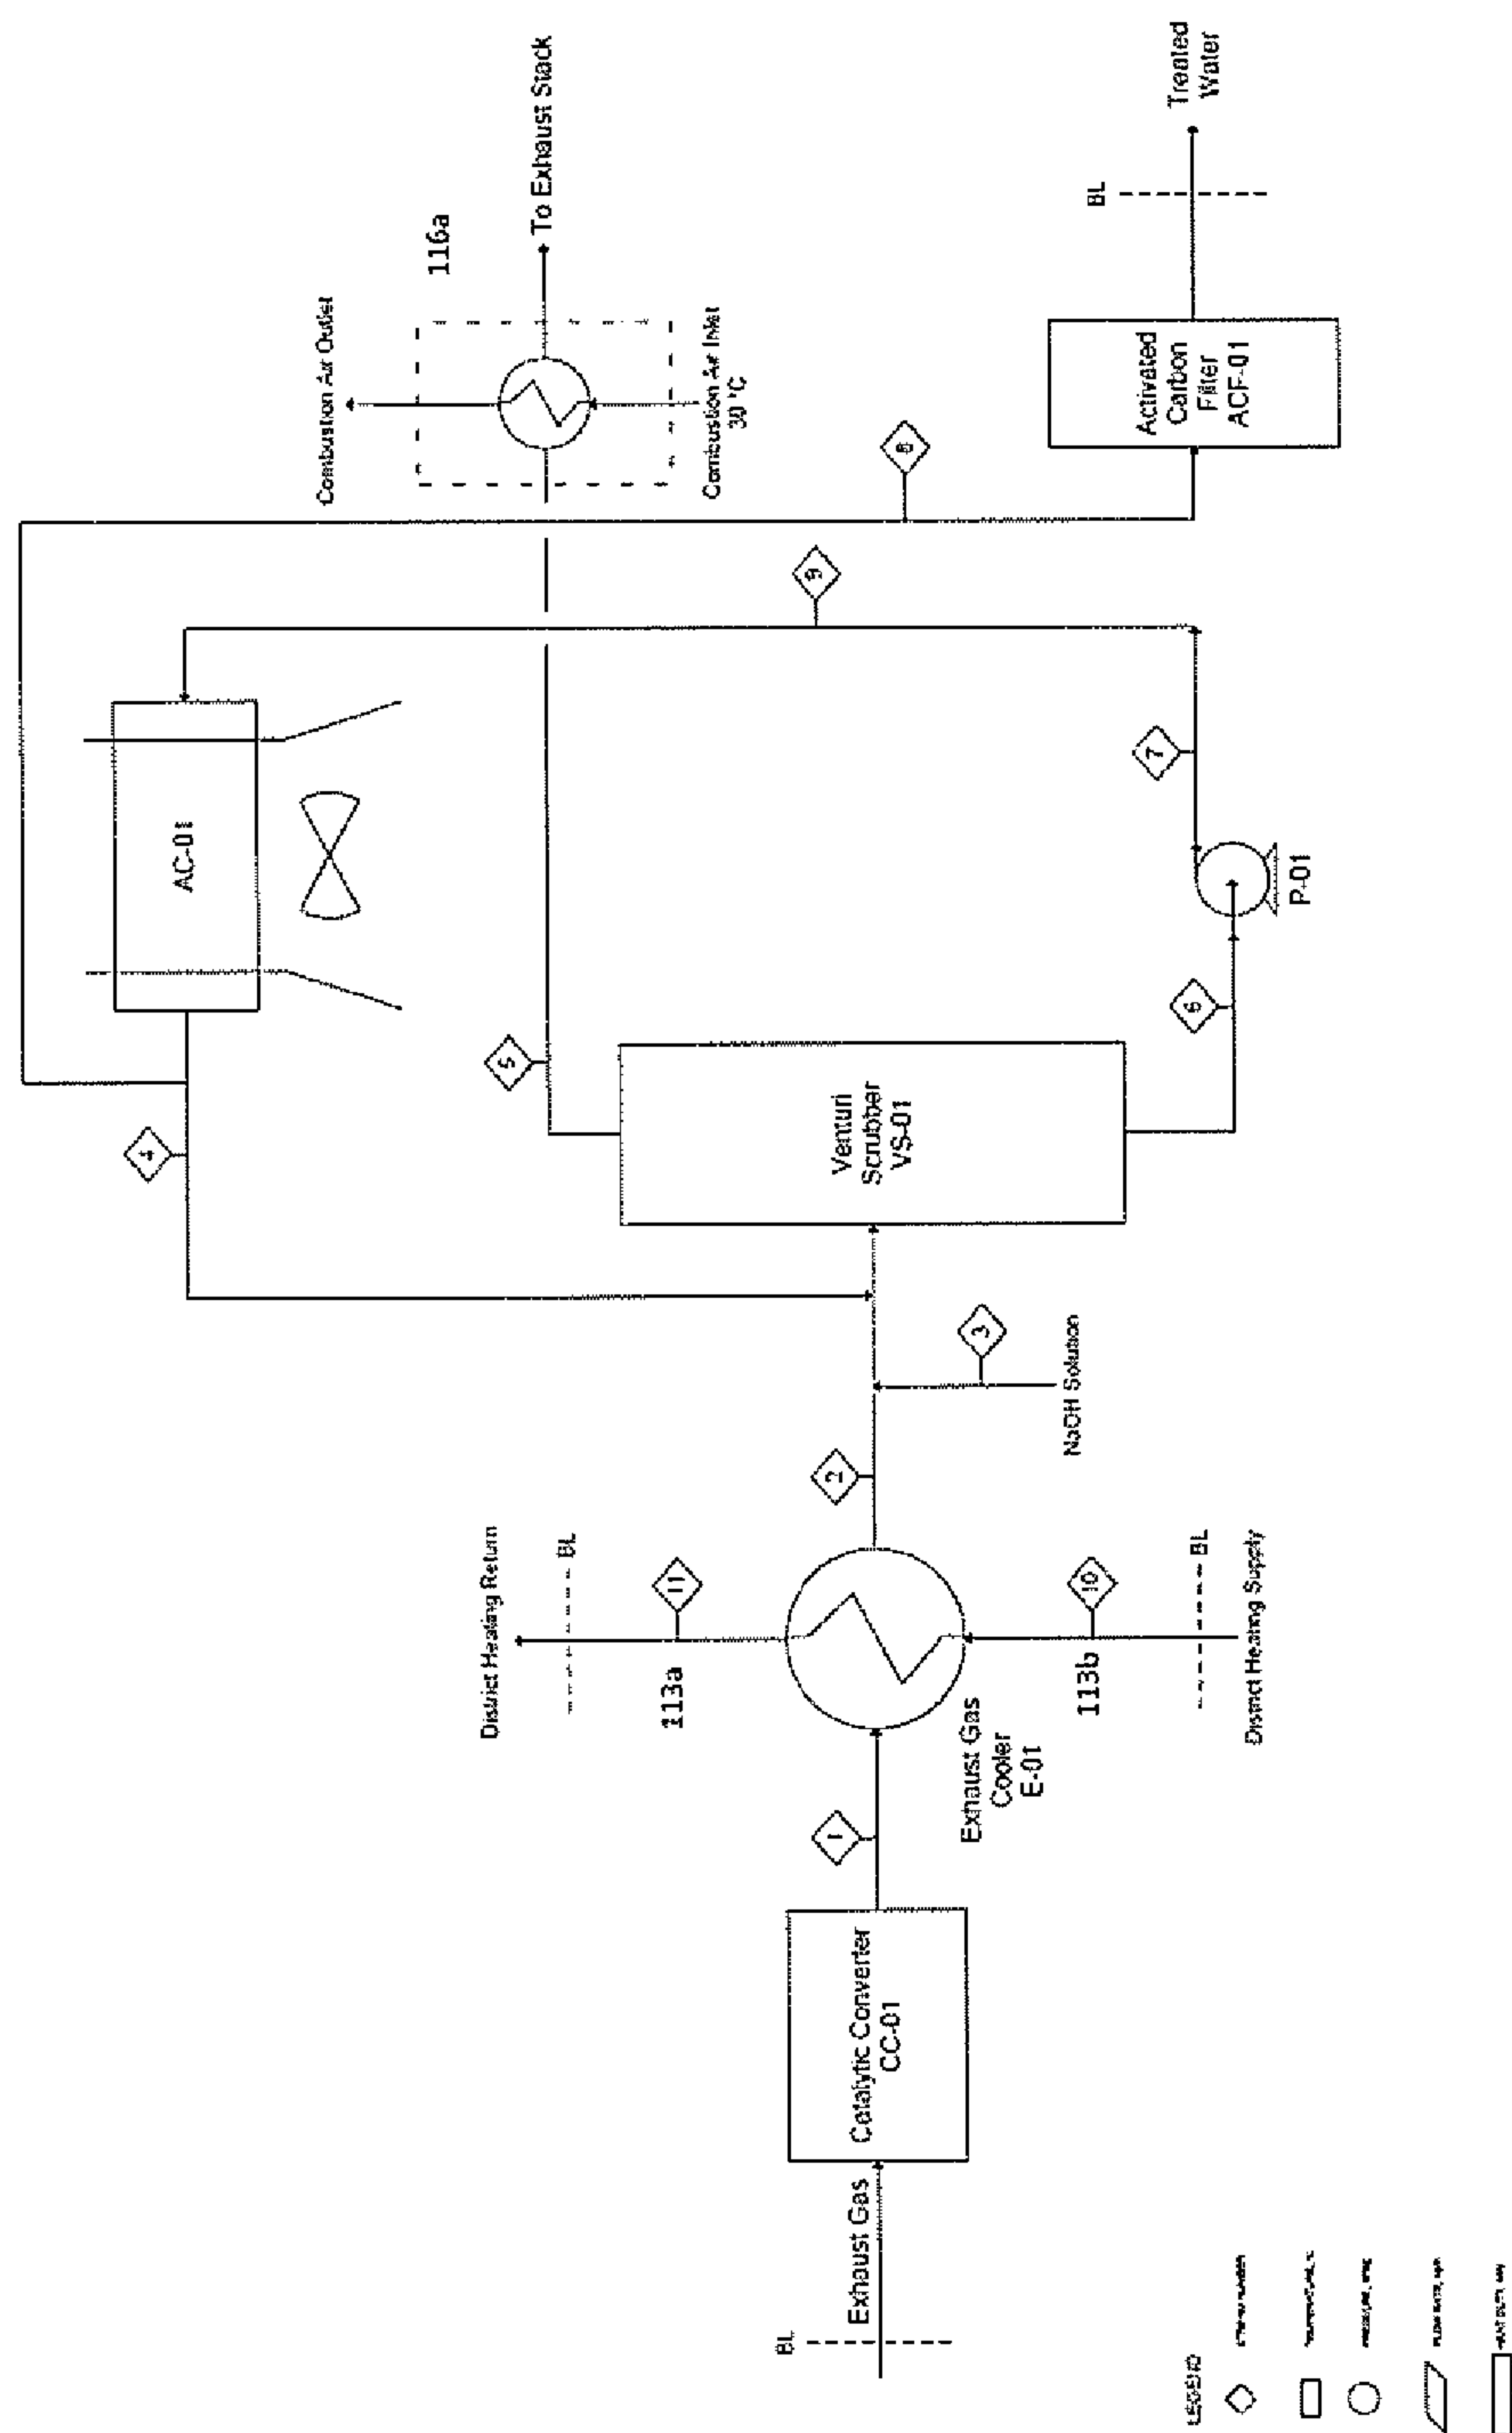 BL
Exhaust Gas
Catalytic Converter
CC-01
1
Exhaust Gas
Cooler
E-01
District Heating Return
BL
11
113a
113b
10
BL
District Heating Supply
2
3
NaOH Solution
4
Venturi
Scrubber
VS-01
5
6
P-01
7
AC-01
9
8
Combustion Air Outlet
116a
To Exhaust Stack
Combustion Air Inlet
30 °C
Activated
Carbon
Filter
ACF-01
BL
Treated
Water
LEGEND
STREAM NUMBER